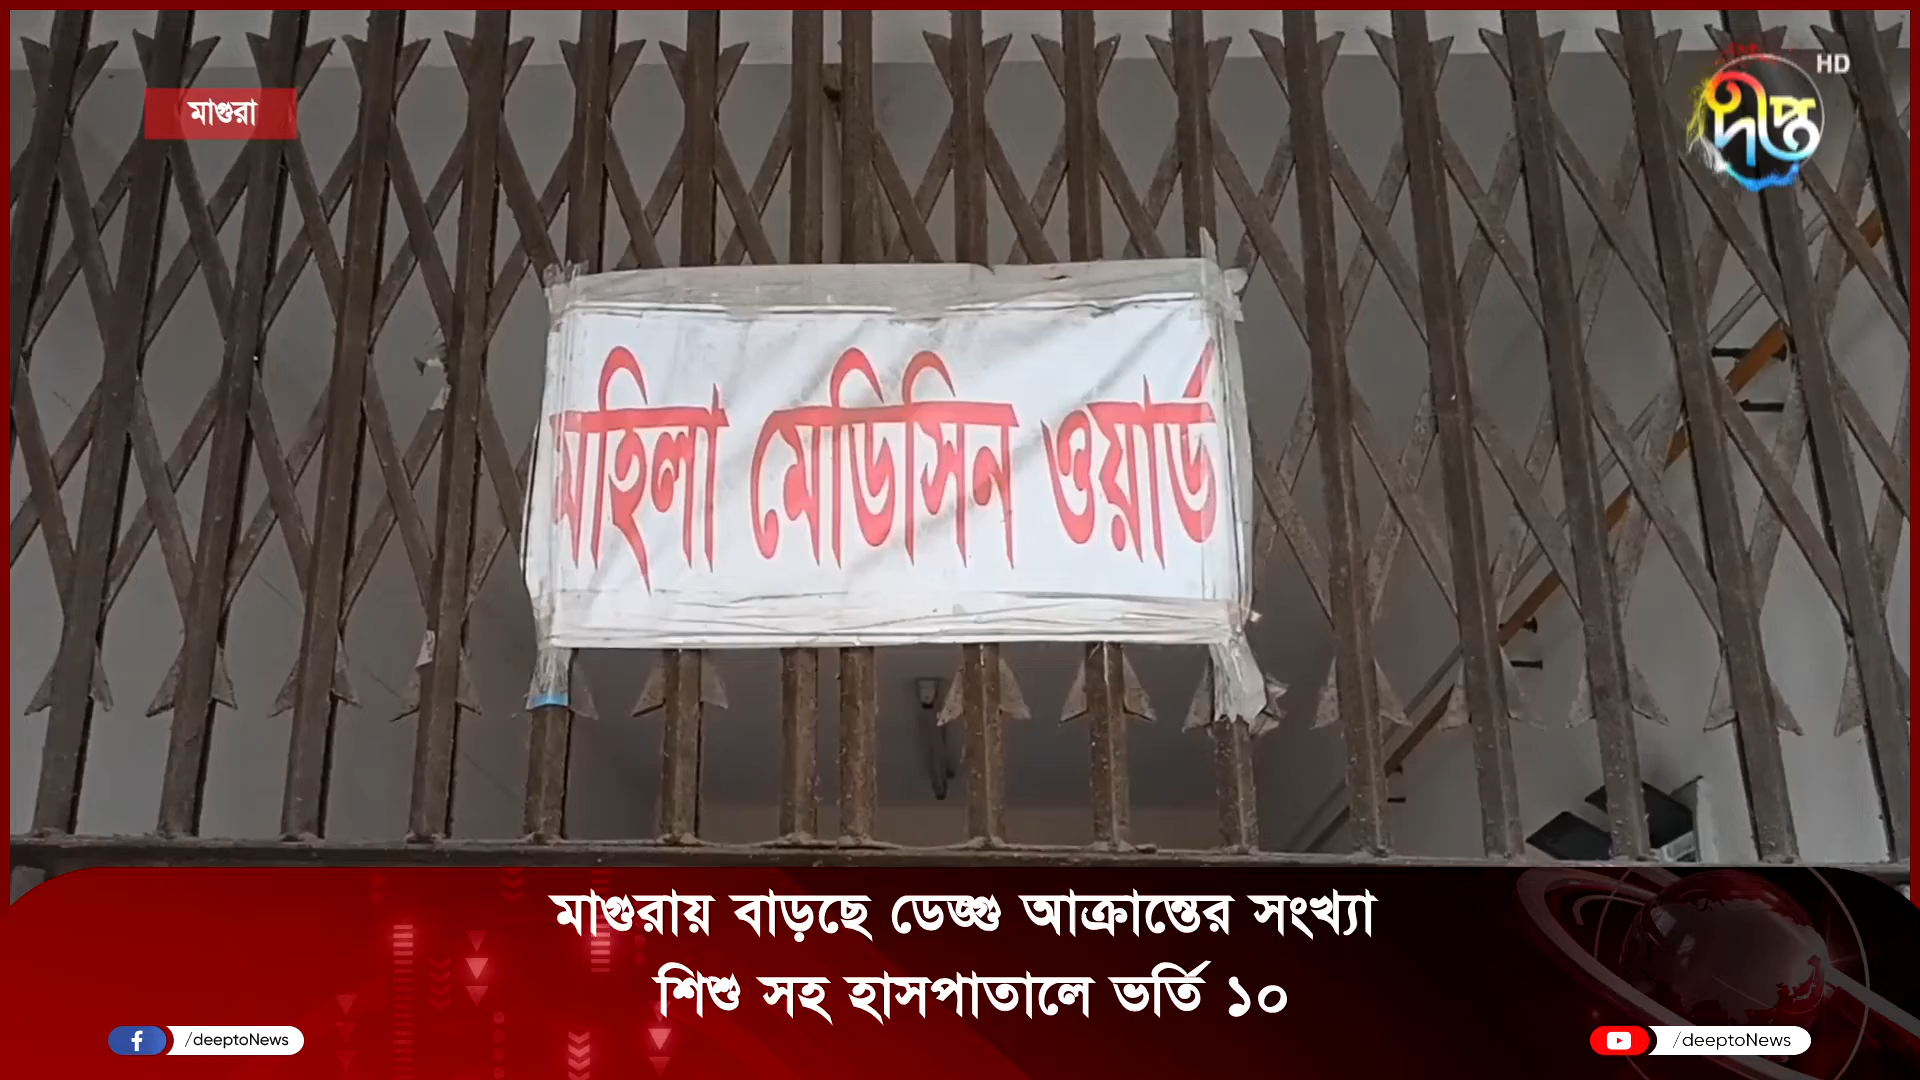 HD
মাগুরা
দীপ্ত
মহিলা মেডিসিন ওয়ার্ড
মাগুরায় বাড়ছে ডেঙ্গু আক্রান্তের সংখ্যা
শিশু সহ হাসপাতালে ভর্তি ১০
/deeptoNews
/deeptoNews